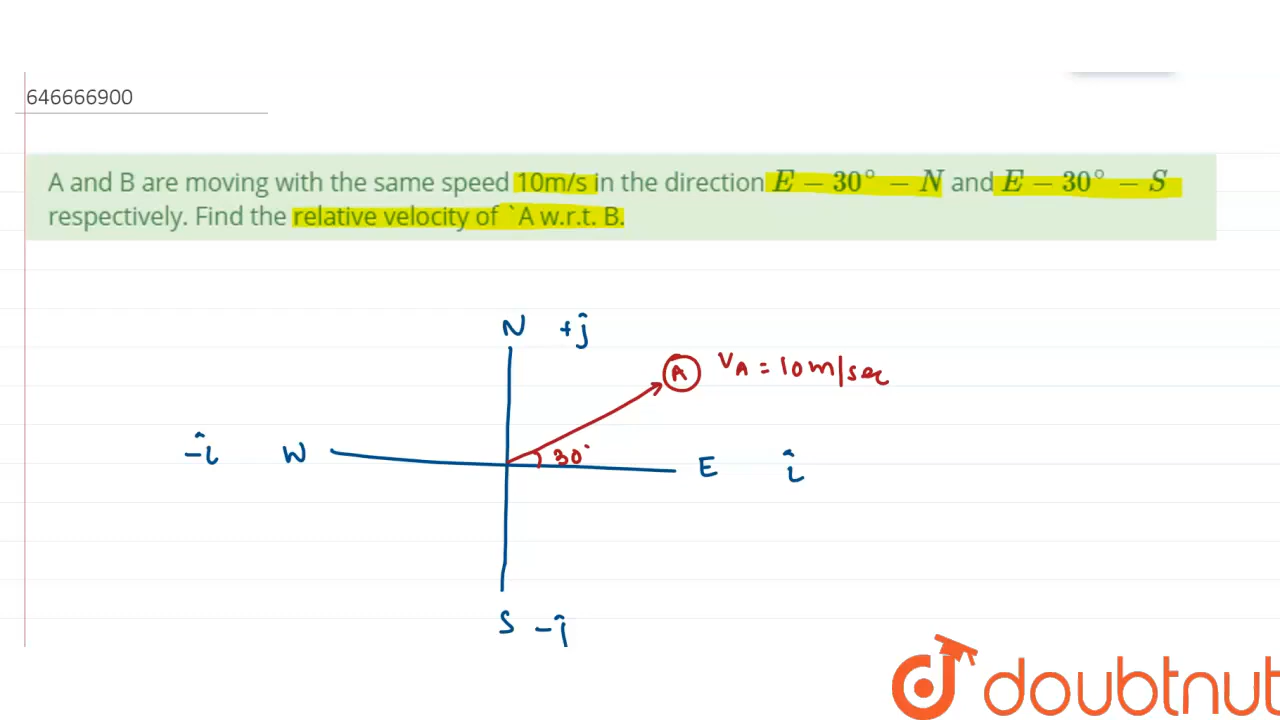 646666900
A and B are moving with the same speed 10m/s in the direction E − 30° − N and E − 30° − S
respectively. Find the relative velocity of `A w.r.t. B.
N +ĵ
A V_A = 10m/sec
-î W 30° E î
S -ĵ
doubtnut